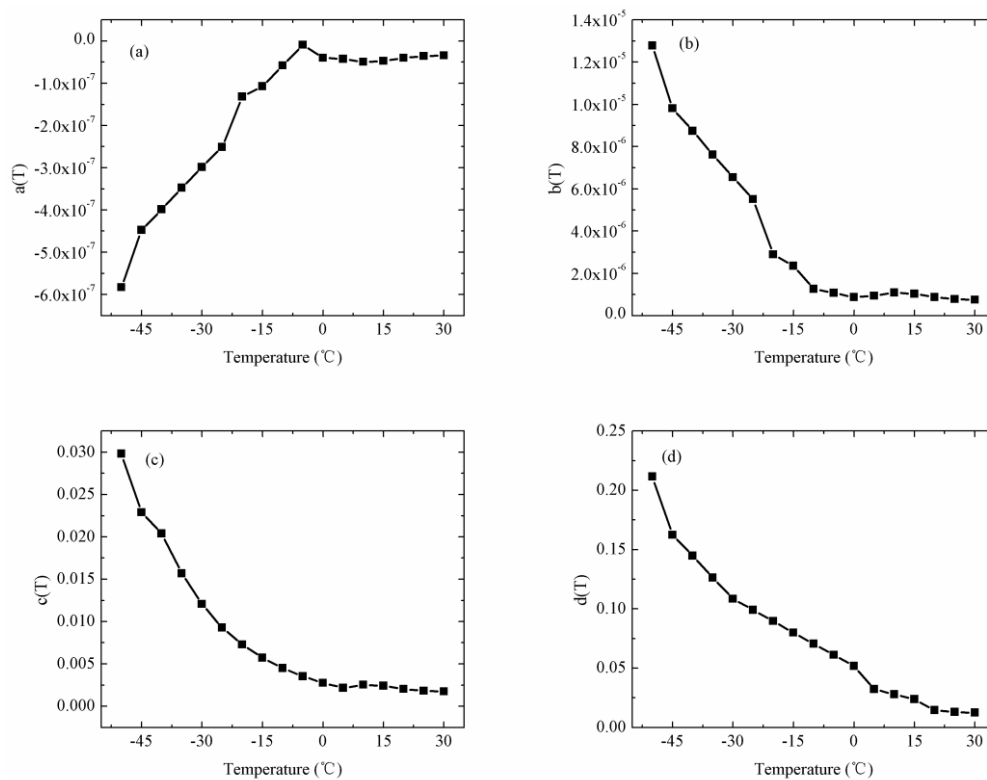 (a)
0.0
-1.0x10⁻⁷
-2.0x10⁻⁷
-3.0x10⁻⁷
-4.0x10⁻⁷
-5.0x10⁻⁷
-6.0x10⁻⁷
a(T)
-45 -30 -15 0 15 30
Temperature (℃)
(b)
1.4x10⁻⁵
1.2x10⁻⁵
1.0x10⁻⁵
8.0x10⁻⁶
6.0x10⁻⁶
4.0x10⁻⁶
2.0x10⁻⁶
0.0
b(T)
-45 -30 -15 0 15 30
Temperature (℃)
(c)
0.030
0.025
0.020
0.015
0.010
0.005
0.000
c(T)
-45 -30 -15 0 15 30
Temperature (℃)
(d)
0.25
0.20
0.15
0.10
0.05
0.00
d(T)
-45 -30 -15 0 15 30
Temperature (℃)